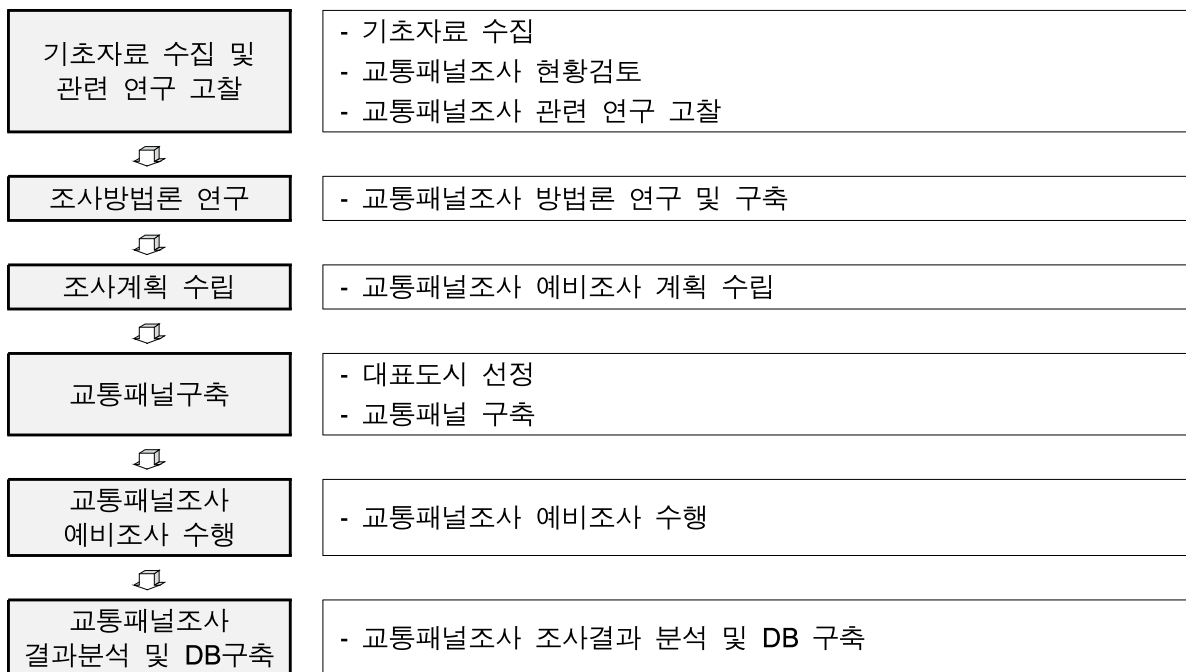 기초자료 수집 및
관련 연구 고찰
- 기초자료 수집
- 교통패널조사 현황검토
- 교통패널조사 관련 연구 고찰
조사방법론 연구
- 교통패널조사 방법론 연구 및 구축
조사계획 수립
- 교통패널조사 예비조사 계획 수립
교통패널구축
- 대표도시 선정
- 교통패널 구축
교통패널조사
예비조사 수행
- 교통패널조사 예비조사 수행
교통패널조사
결과분석 및 DB구축
- 교통패널조사 조사결과 분석 및 DB 구축